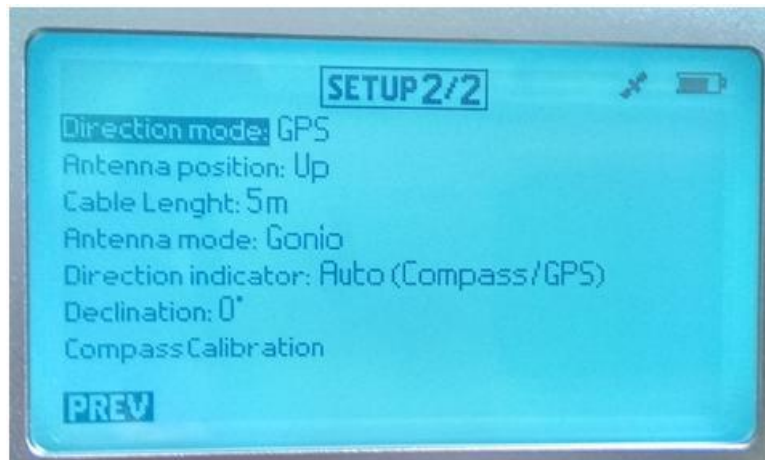 SETUP 2/2
Direction mode: GPS
Antenna position: Up
Cable Lenght: 5m
Antenna mode: Gonio
Direction indicator: Auto (Compass/GPS)
Declination: 0°
Compass Calibration
PREV